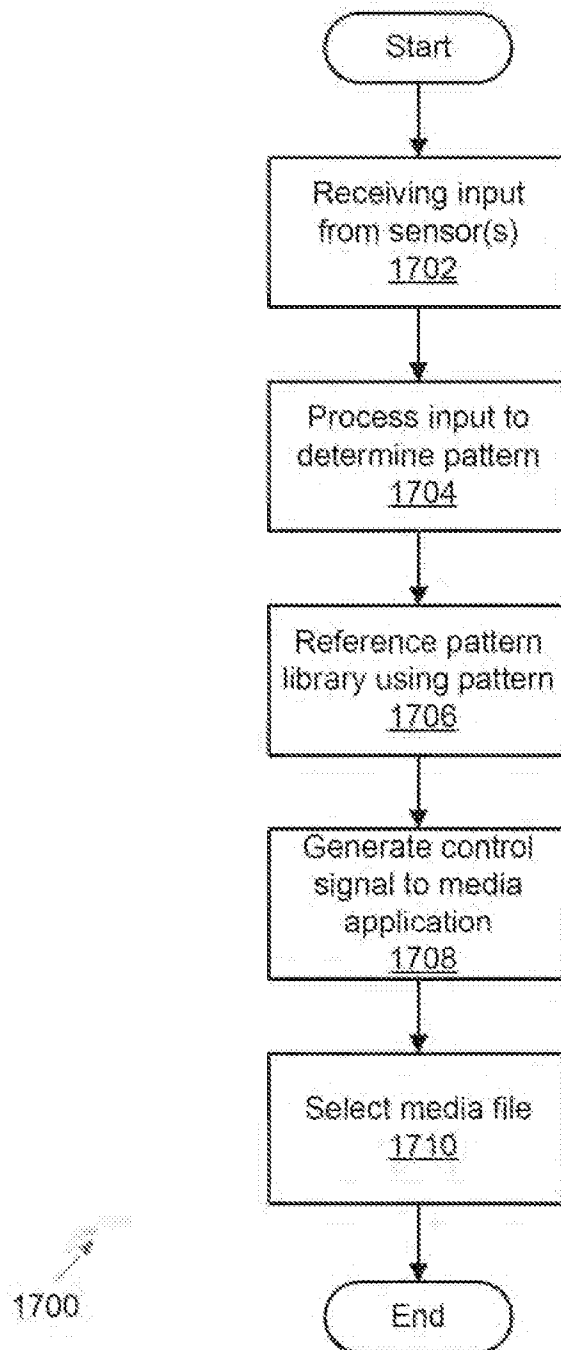 Start
Receiving input
from sensor(s)
1702
Process input to
determine pattern
1704
Reference pattern
library using pattern
1706
Generate control
signal to media
application
1708
Select media file
1710
1700
End